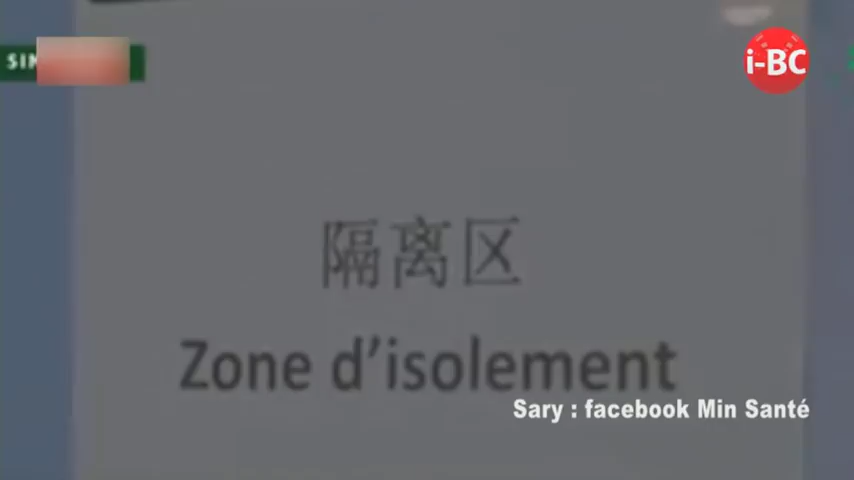 i-BC
隔离区
Zone d'isolement
Sary : facebook Min Santé